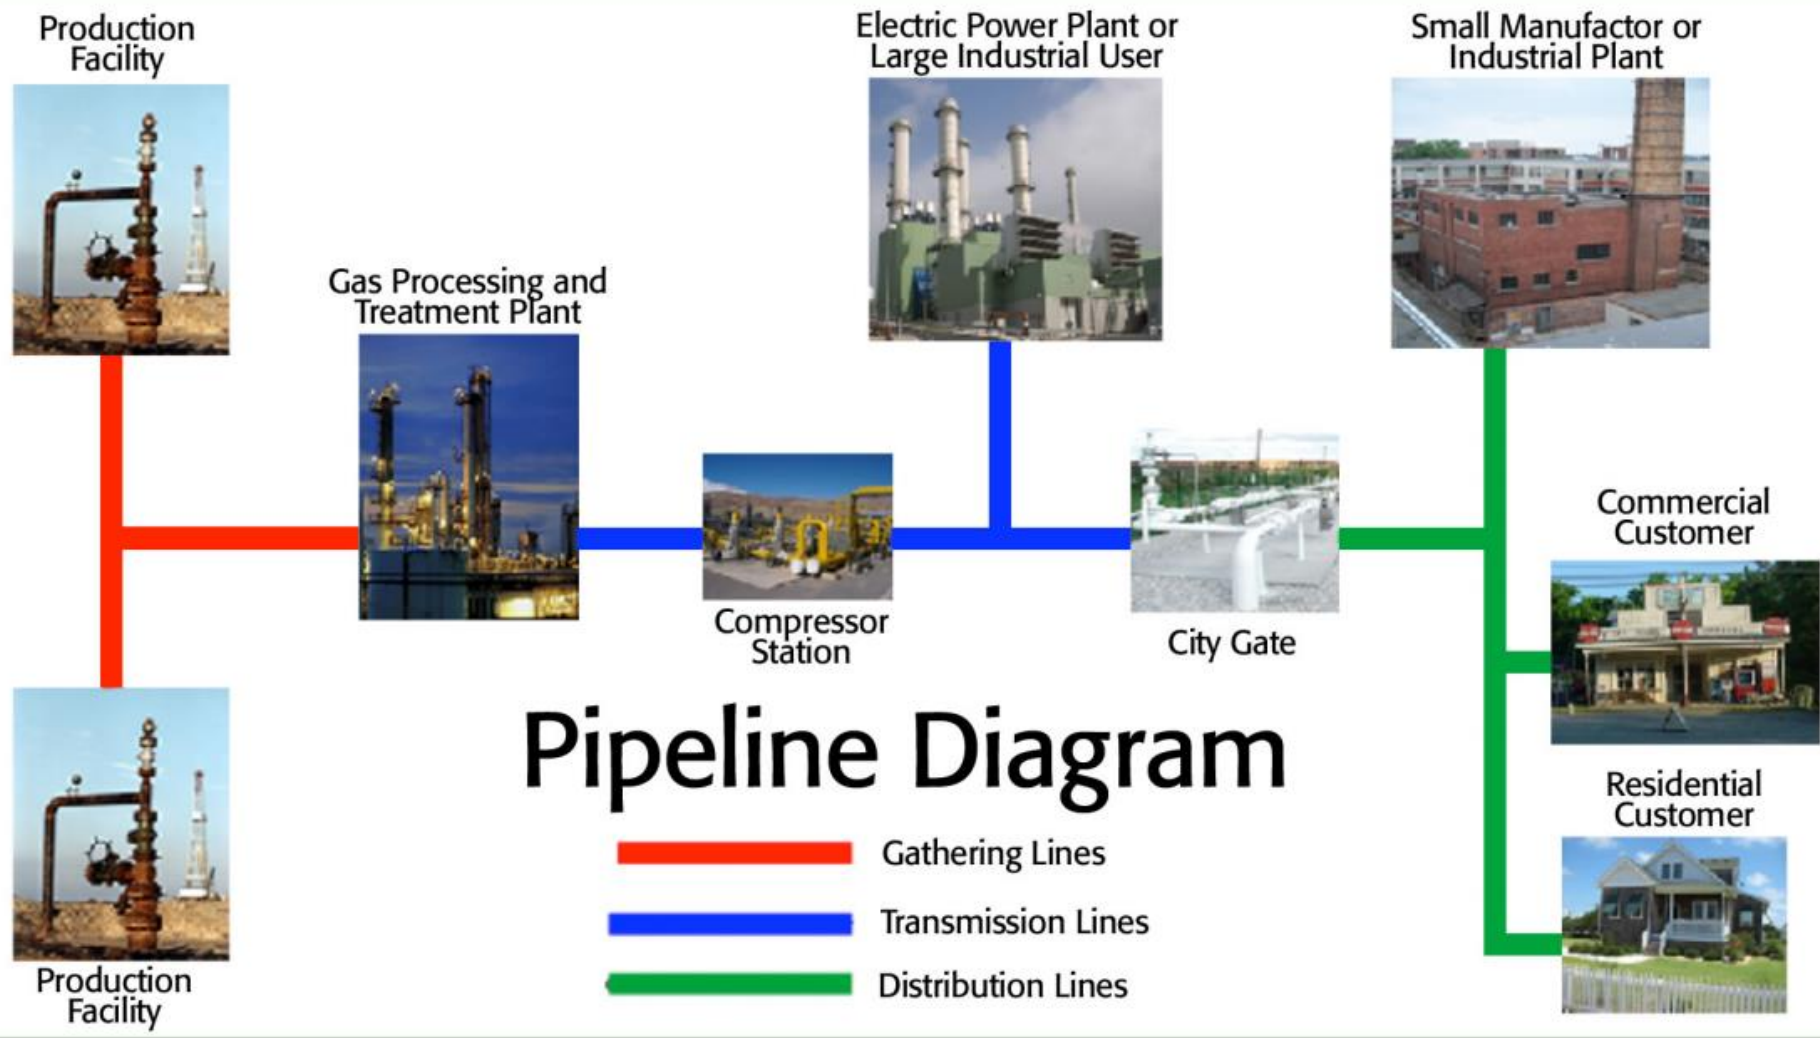 Production
Facility
Electric Power Plant or
Large Industrial User
Small Manufactor or
Industrial Plant
Gas Processing and
Treatment Plant
Commercial
Customer
Compressor
Station
City Gate
Pipeline Diagram
Residential
Customer
Gathering Lines
Transmission Lines
Distribution Lines
Production
Facility